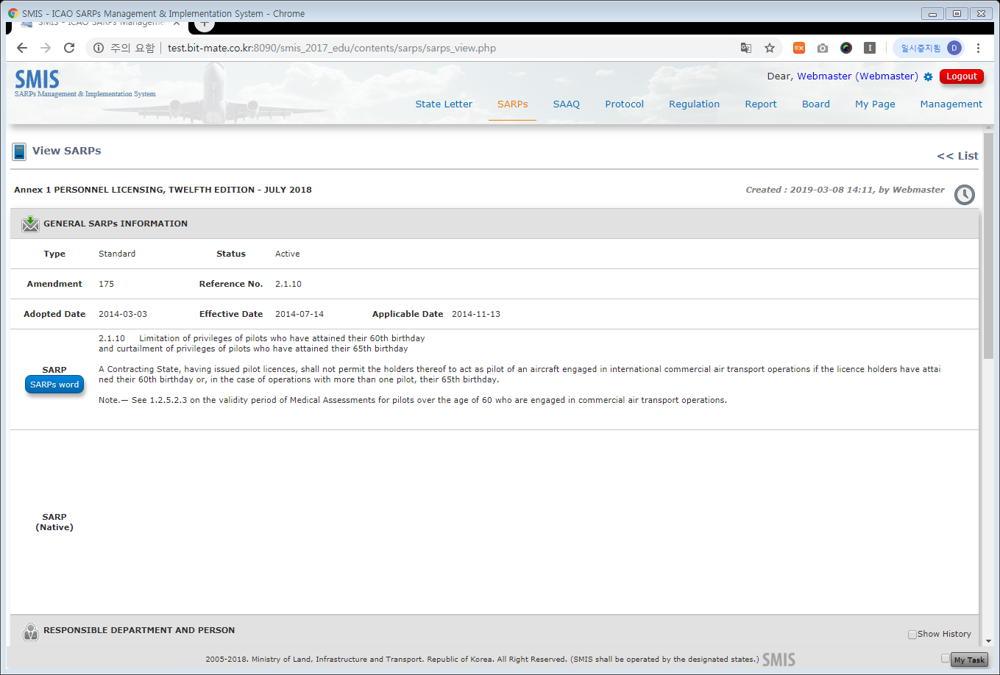 SMIS - ICAO SARPs Management & Implementation System - Chrome
SMIS - ICAO SARPs Manageme
주의 요함 | test.bit-mate.co.kr:8090/smis_2017_edu/contents/sarps/sarps_view.php
EX
I
일시중지됨 D
SMIS
SARPs Management & Implementation System
Dear, Webmaster (Webmaster) Logout
State Letter SARPs SAAQ Protocol Regulation Report Board My Page Management
View SARPs
<< List
Annex 1 PERSONNEL LICENSING, TWELFTH EDITION - JULY 2018
Created : 2019-03-08 14:11, by Webmaster
GENERAL SARPs INFORMATION
Type Standard Status Active
Amendment 175 Reference No. 2.1.10
Adopted Date 2014-03-03 Effective Date 2014-07-14 Applicable Date 2014-11-13
SARP
SARPs word
2.1.10 Limitation of privileges of pilots who have attained their 60th birthday
and curtailment of privileges of pilots who have attained their 65th birthday
A Contracting State, having issued pilot licences, shall not permit the holders thereof to act as pilot of an aircraft engaged in international commercial air transport operations if the licence holders have attai
ned their 60th birthday or, in the case of operations with more than one pilot, their 65th birthday.
Note.— See 1.2.5.2.3 on the validity period of Medical Assessments for pilots over the age of 60 who are engaged in commercial air transport operations.
SARP
(Native)
RESPONSIBLE DEPARTMENT AND PERSON
Show History
2005-2018. Ministry of Land, Infrastructure and Transport. Republic of Korea. All Right Reserved. (SMIS shall be operated by the designated states.) SMIS
My Task